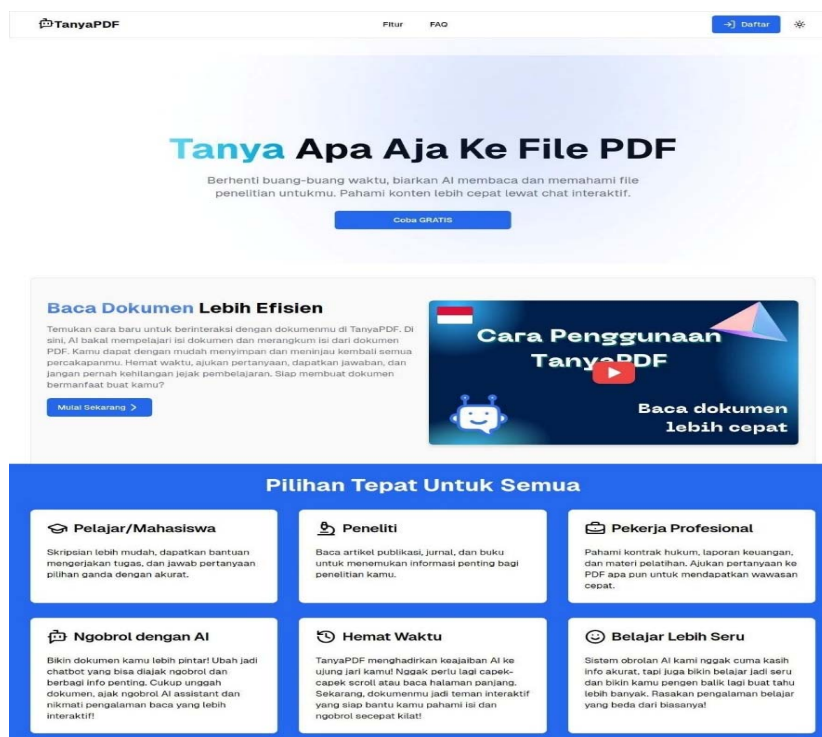 TanyaPDF
Fitur
FAQ
Daftar
Tanya Apa Aja Ke File PDF
Berhenti buang-buang waktu, biarkan AI membaca dan memahami file
penelitian untukmu. Pahami konten lebih cepat lewat chat interaktif.
Coba GRATIS
Baca Dokumen Lebih Efisien
Temukan cara baru untuk berinteraksi dengan dokumenmu di TanyaPDF. Di
sini, AI bakal mempelajari isi dokumen dan merangkum isi dari dokumen
PDF. Kamu dapat dengan mudah menyimpan dan meninjau kembali semua
percakapanmu. Hemat waktu, ajukan pertanyaan, dapatkan jawaban, dan
jangan pernah kehilangan jejak pembelajaran. Siap membuat dokumen
bermanfaat buat kamu?
Mulai Sekarang
Cara Penggunaan
TanyaPDF
Baca dokumen
lebih cepat
Pilihan Tepat Untuk Semua
Pelajar/Mahasiswa
Skripsian lebih mudah, dapatkan bantuan
mengerjakan tugas, dan jawab pertanyaan
pilihan ganda dengan akurat.
Peneliti
Baca artikel publikasi, jurnal, dan buku
untuk menemukan informasi penting bagi
penelitian kamu.
Pekerja Profesional
Pahami kontrak hukum, laporan keuangan,
dan materi pelatihan. Ajukan pertanyaan ke
PDF apa pun untuk mendapatkan wawasan
cepat.
Ngobrol dengan AI
Bikin dokumen kamu lebih pintar! Ubah jadi
chatbot yang bisa diajak ngobrol dan
berbagi info penting. Cukup unggah
dokumen, ajak ngobrol AI assistant dan
nikmati pengalaman baca yang lebih
interaktif!
Hemat Waktu
TanyaPDF menghadirkan keajaiban AI ke
ujung jari kamu! Nggak perlu lagi capek-
capek scroll atau baca halaman panjang.
Sekarang, dokumenmu jadi teman interaktif
yang siap bantu kamu pahami isi dan
ngobrol secepat kilat!
Belajar Lebih Seru
Sistem obrolan AI kami nggak cuma kasih
info akurat, tapi juga bikin belajar jadi seru
dan bikin kamu pengen balik lagi buat tahu
lebih banyak. Rasakan pengalaman belajar
yang beda dari biasanya!